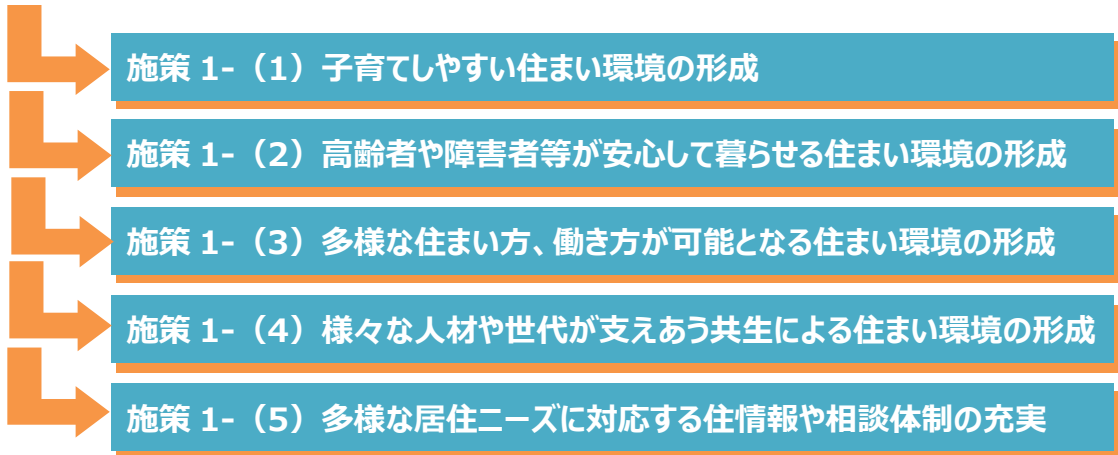 施策 1-（1）子育てしやすい住まい環境の形成
施策 1-（2）高齢者や障害者等が安心して暮らせる住まい環境の形成
施策 1-（3）多様な住まい方、働き方が可能となる住まい環境の形成
施策 1-（4）様々な人材や世代が支えあう共生による住まい環境の形成
施策 1-（5）多様な居住ニーズに対応する住情報や相談体制の充実